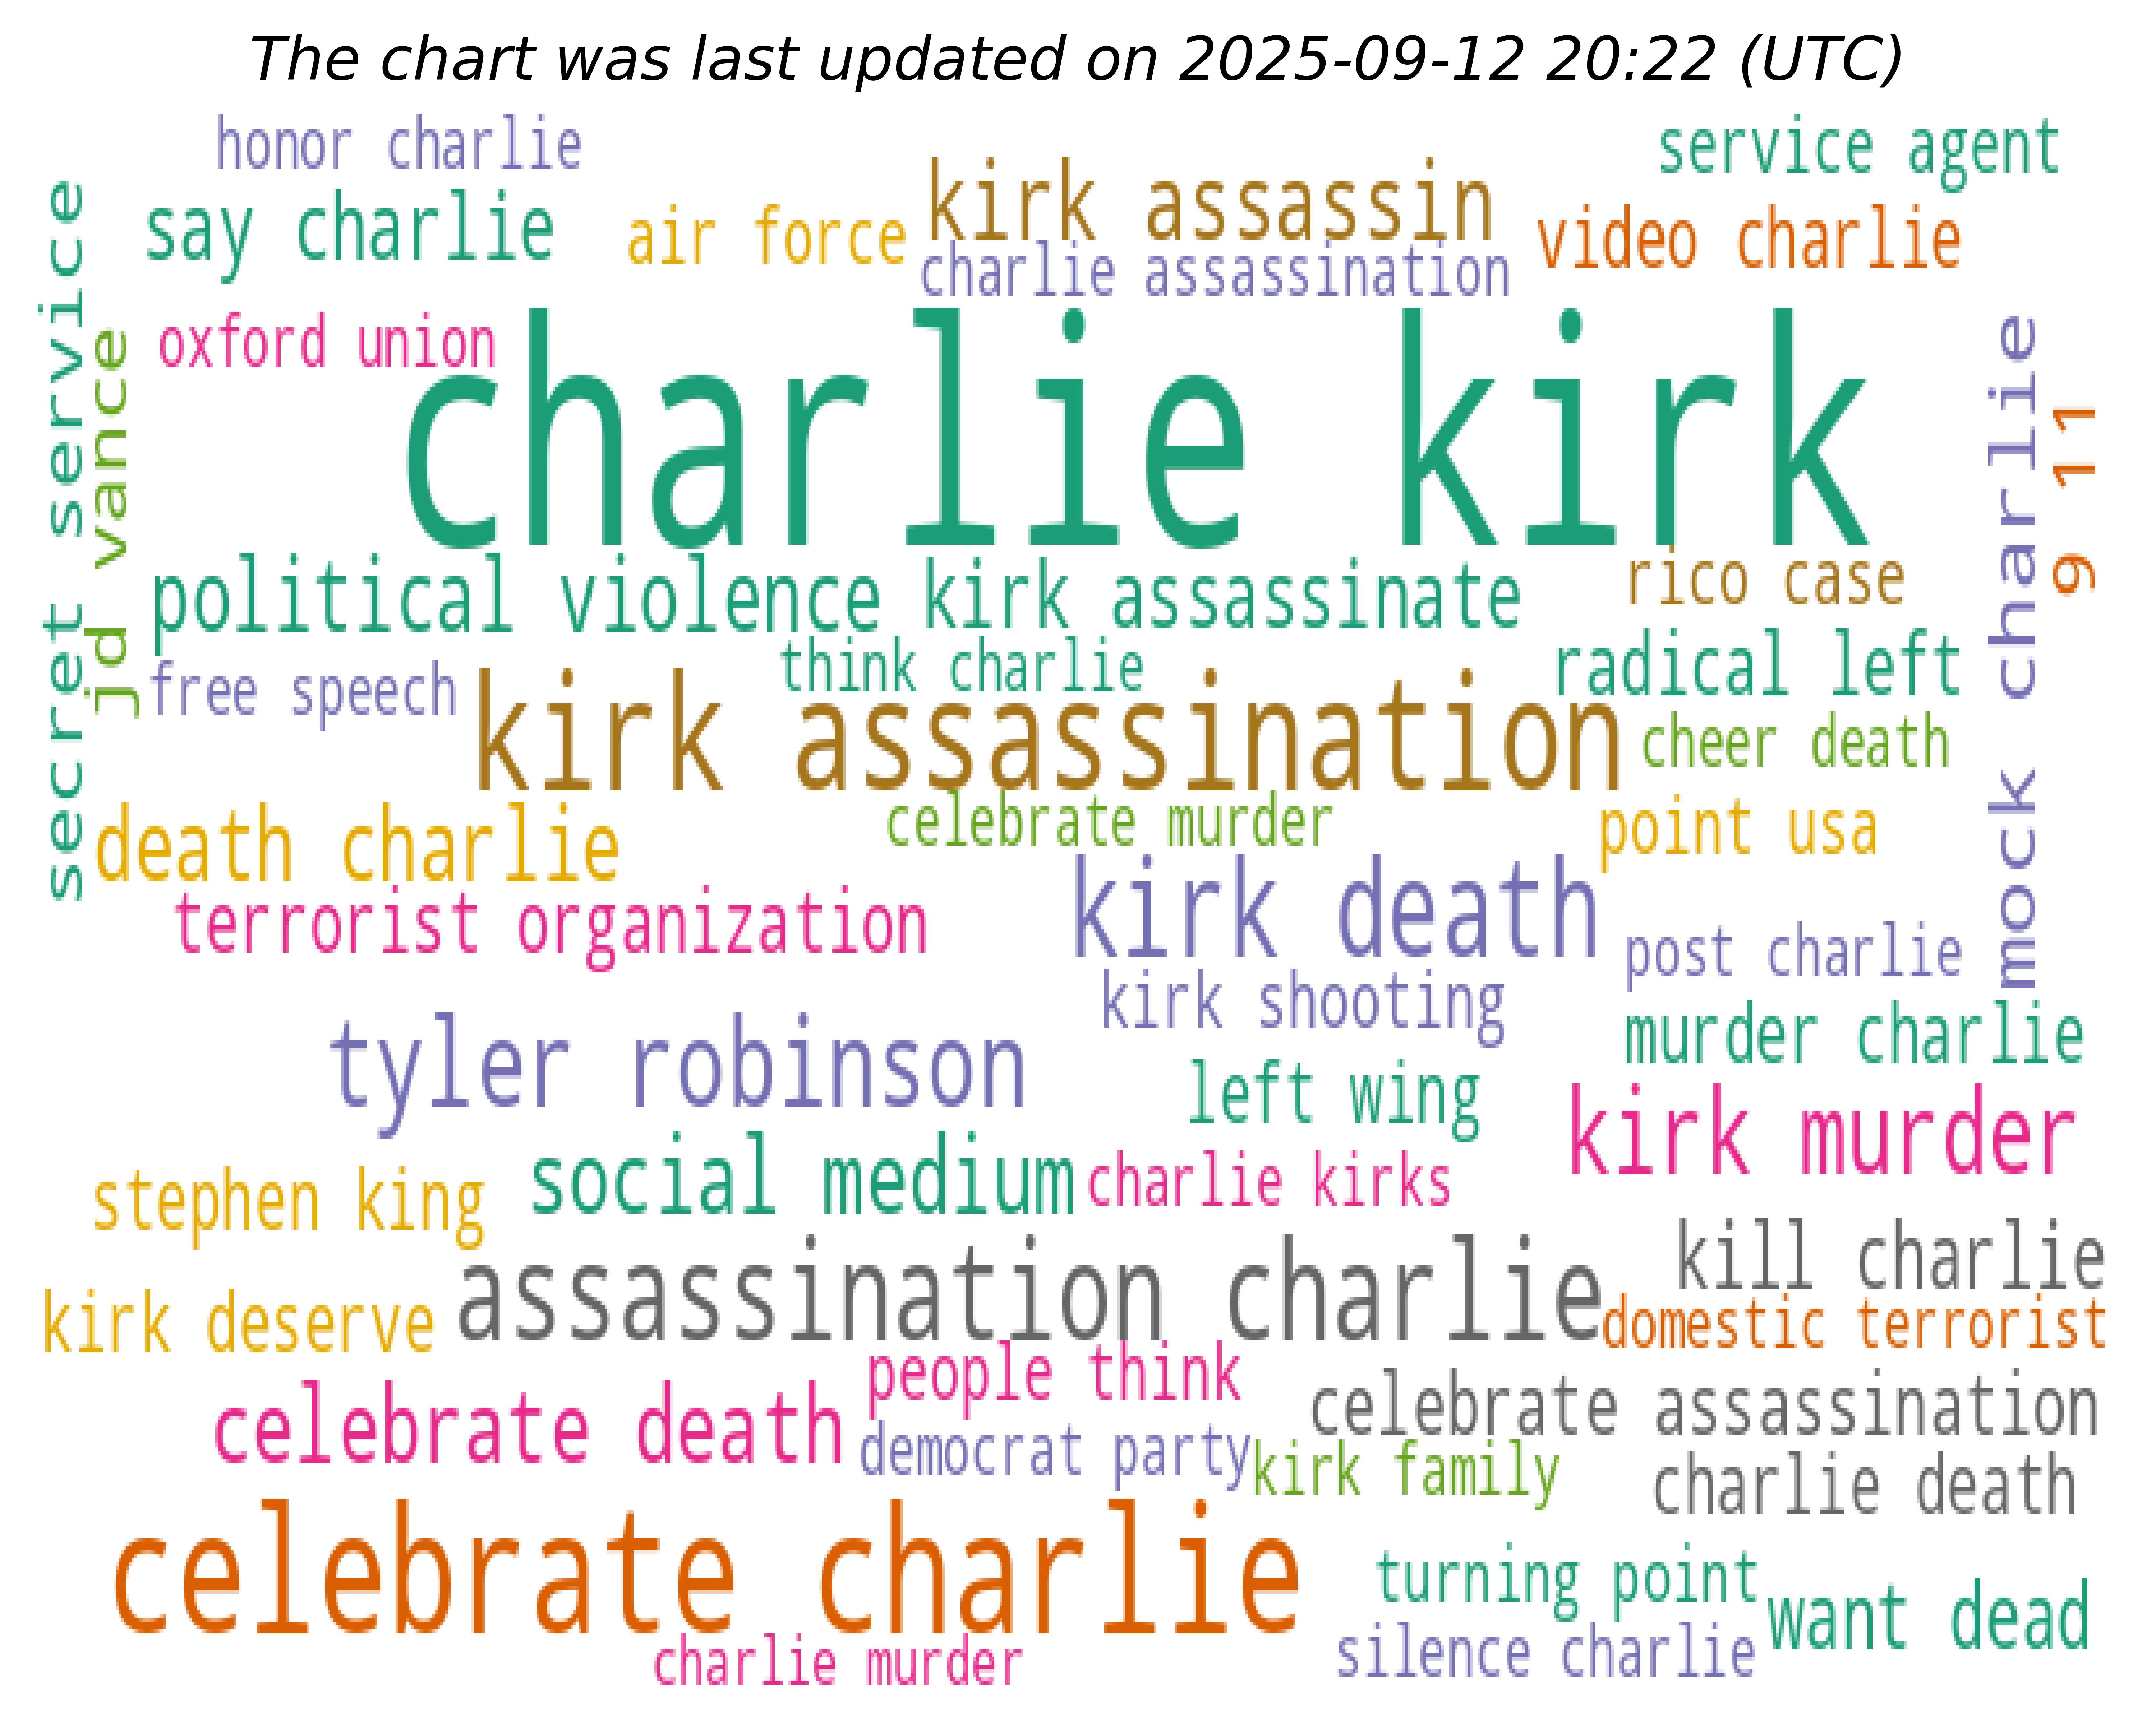 The chart was last updated on 2025-09-12 20:22 (UTC)
honor charlie
service agent
kirk assassin
say charlie
air force
video charlie
charlie assassination
secret service
jd vance
oxford union
charlie kirk
mock charlie
9 11
political violence
kirk assassinate
rico case
think charlie
radical left
free speech
kirk assassination
cheer death
death charlie
celebrate murder
point usa
terrorist organization
kirk death
post charlie
kirk shooting
tyler robinson
murder charlie
left wing
kirk murder
stephen king
social medium
charlie kirks
kill charlie
assassination charlie
kirk deserve
domestic terrorist
people think
celebrate death
celebrate assassination
democrat party
kirk family
charlie death
celebrate charlie
turning point
want dead
charlie murder
silence charlie